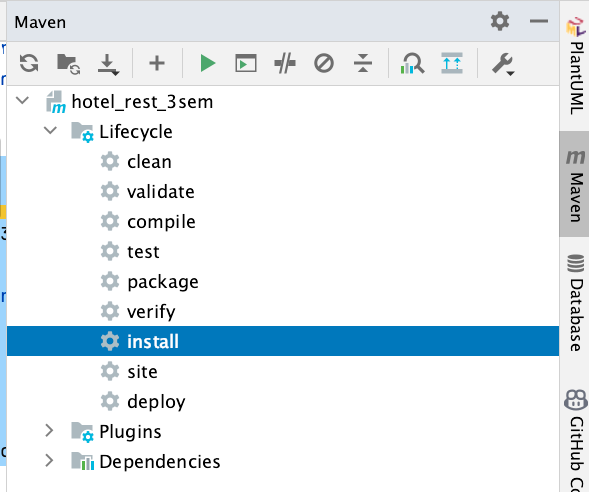 Maven
hotel_rest_3sem
Lifecycle
clean
validate
compile
test
package
verify
install
site
deploy
Plugins
Dependencies
PlantUML
Maven
Database
GitHub Co